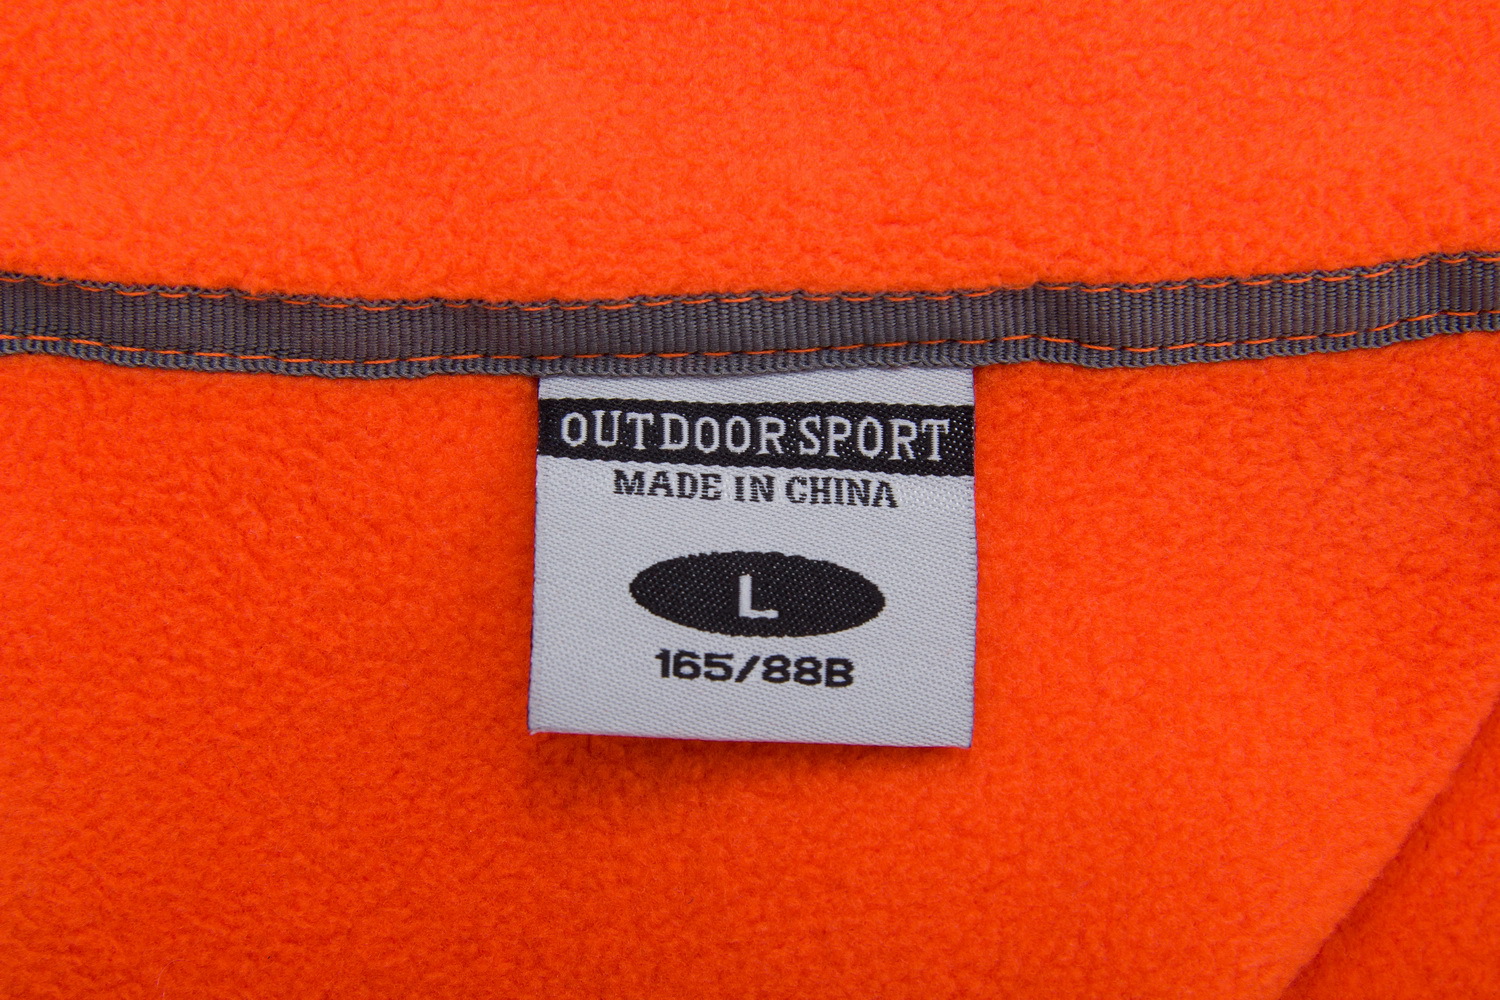 OUTDOOR SPORT
MADE IN CHINA
L
165/88B